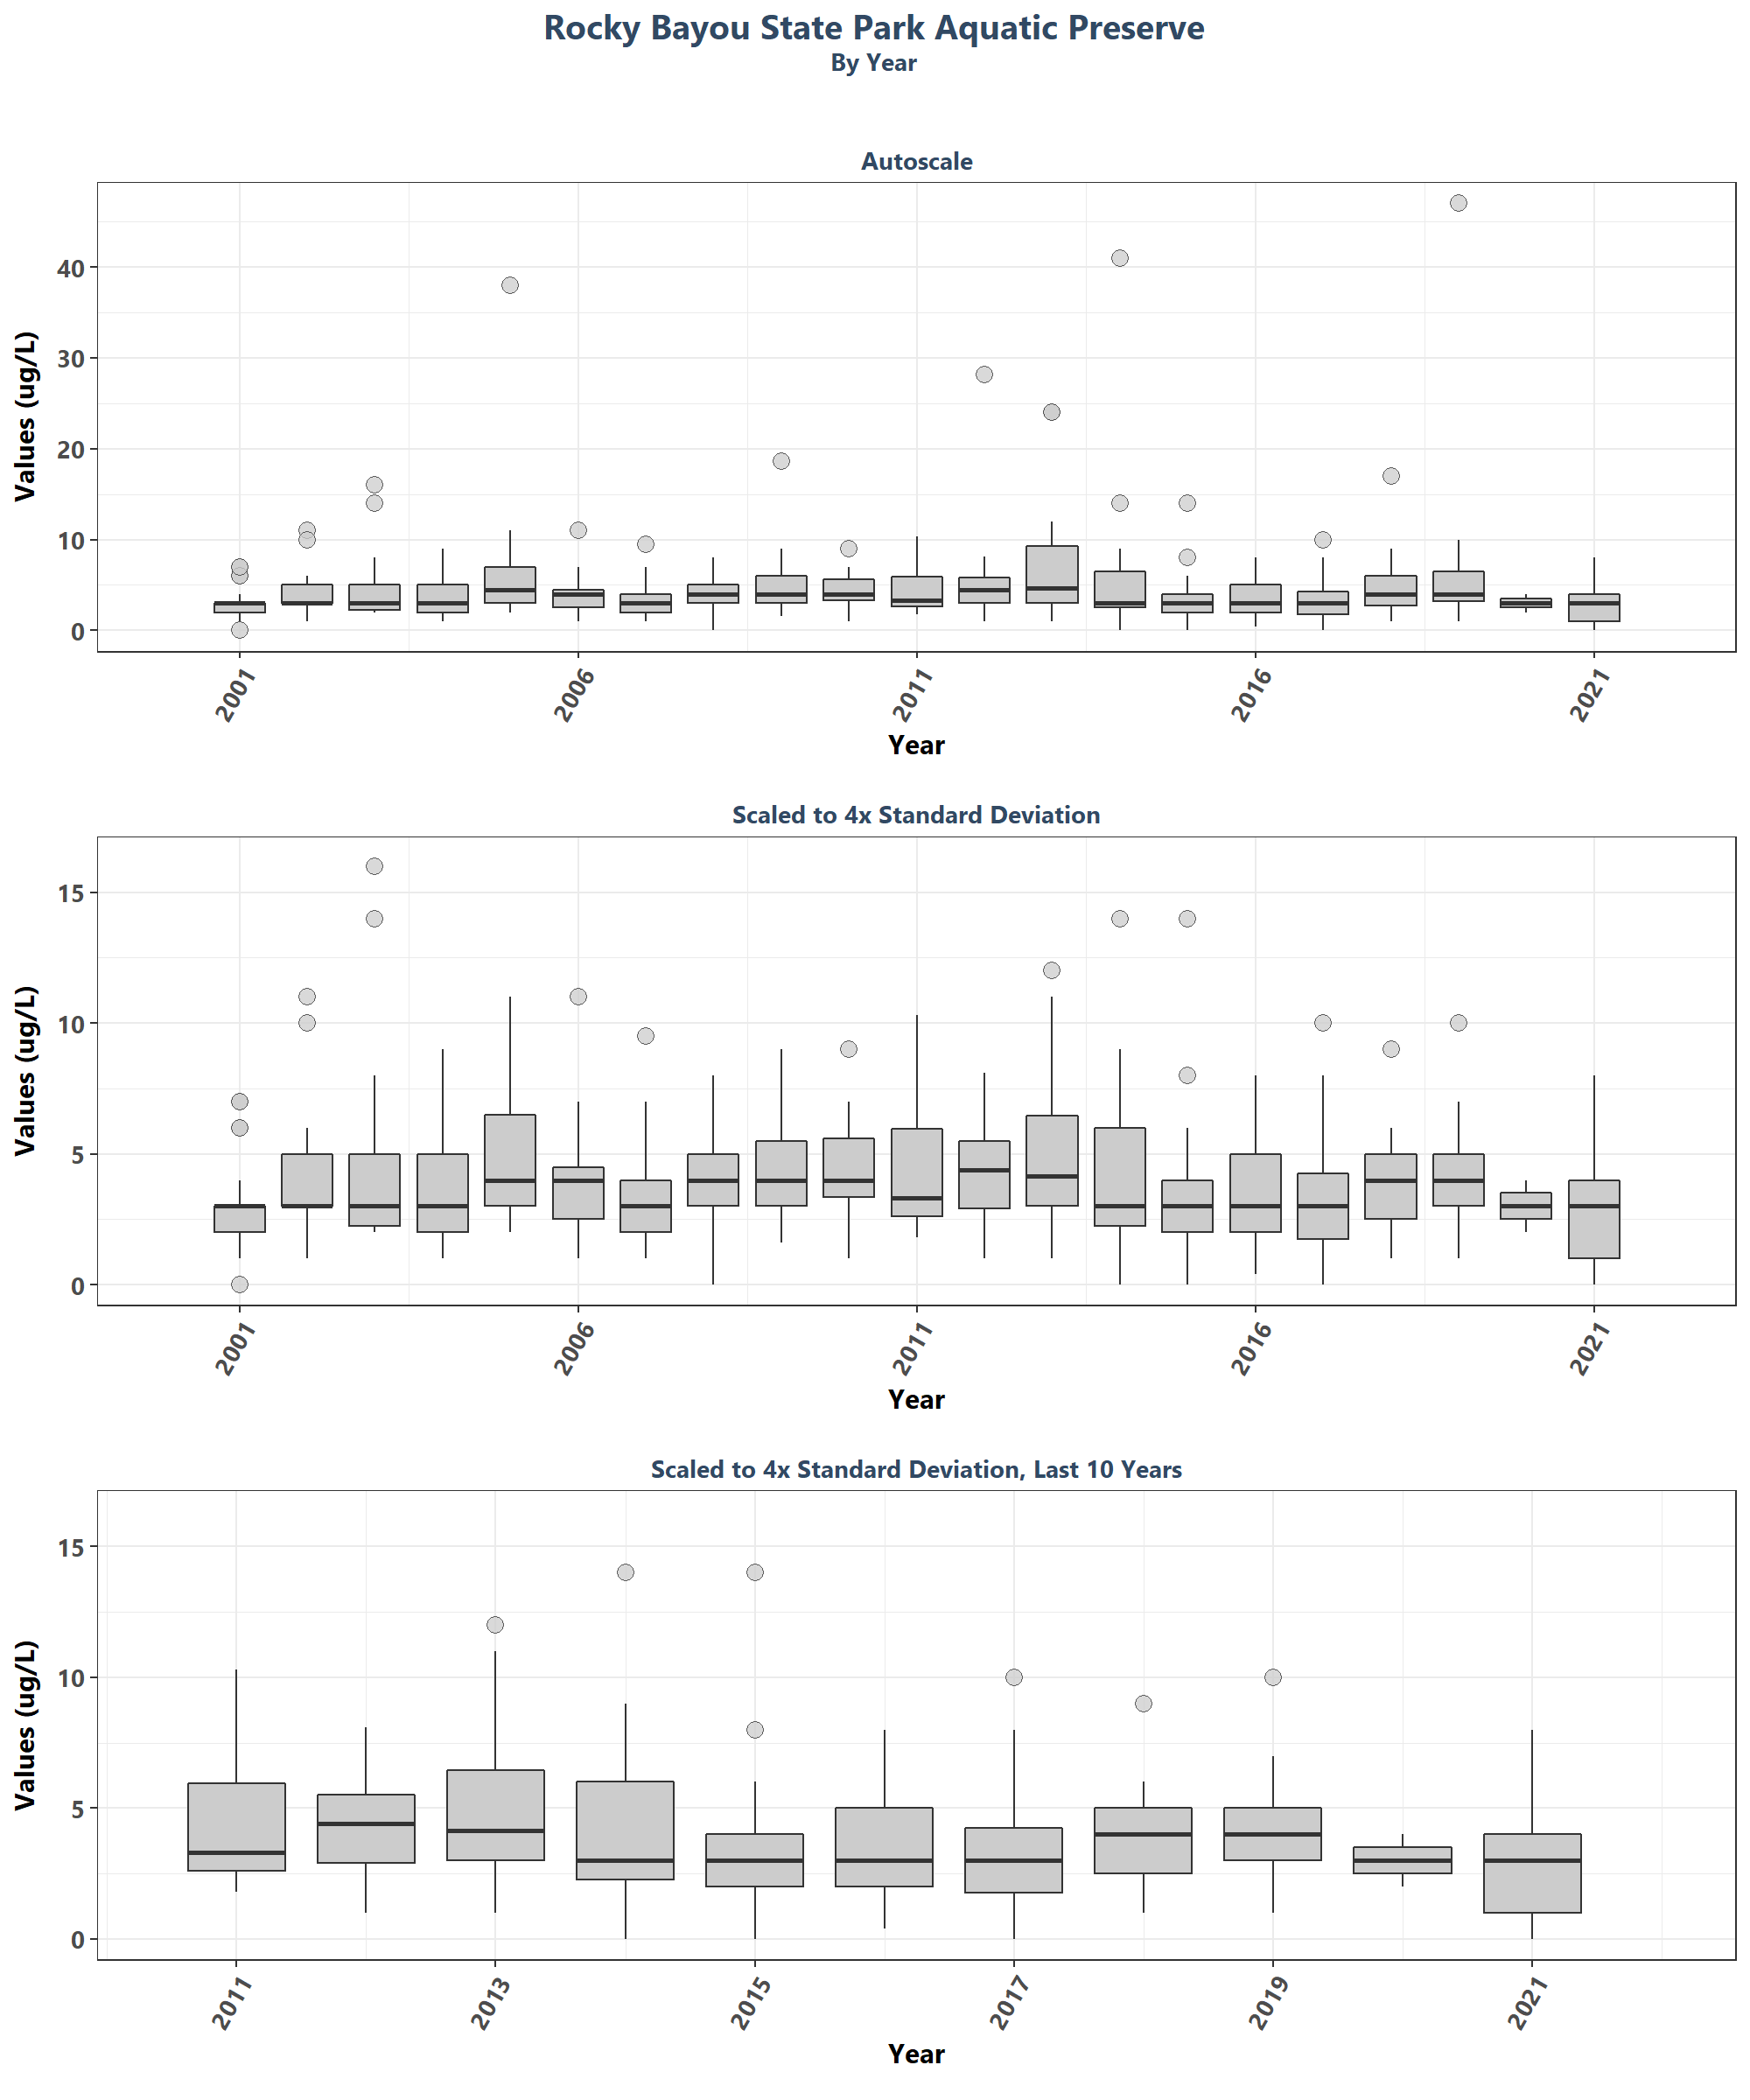 Rocky Bayou State Park Aquatic Preserve
By Year
Autoscale
Values (ug/L)
40
30
20
10
0
2001
2006
2011
2016
2021
Year
Scaled to 4x Standard Deviation
Values (ug/L)
15
10
5
0
2001
2006
2011
2016
2021
Year
Scaled to 4x Standard Deviation, Last 10 Years
Values (ug/L)
15
10
5
0
2011
2013
2015
2017
2019
2021
Year